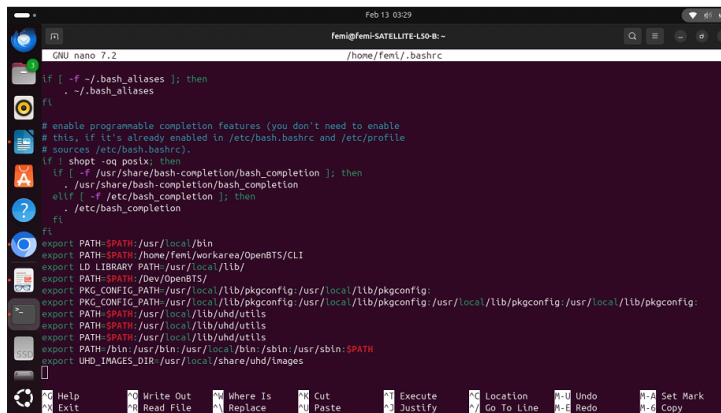 Feb 13 03:29
femi@femi-SATELLITE-L50-B: ~
GNU nano 7.2 /home/femi/.bashrc
3
if [ -f ~/.bash_aliases ]; then
. ~/.bash_aliases
fi
# enable programmable completion features (you don't need to enable
# this, if it's already enabled in /etc/bash.bashrc and /etc/profile
# sources /etc/bash.bashrc).
if ! shopt -oq posix; then
if [ -f /usr/share/bash-completion/bash_completion ]; then
. /usr/share/bash-completion/bash_completion
elif [ -f /etc/bash_completion ]; then
. /etc/bash_completion
fi
fi
export PATH=$PATH:/usr/local/bin
export PATH=$PATH:/home/femi/workarea/OpenBTS/CLI
export LD LIBRARY PATH=/usr/local/lib/
export PATH=$PATH:/Dev/OpenBTS/
export PKG_CONFIG_PATH=/usr/local/lib/pkgconfig:/usr/local/lib/pkgconfig:
export PKG_CONFIG_PATH=/usr/local/lib/pkgconfig:/usr/local/lib/pkgconfig:/usr/local/lib/pkgconfig:/usr/local/lib/pkgconfig:
export PATH=$PATH:/usr/local/lib/uhd/utils
export PATH=$PATH:/usr/local/lib/uhd/utils
export PATH=$PATH:/usr/local/lib/uhd/utils
export PATH=/bin:/usr/bin:/usr/local/bin:/sbin:/usr/sbin:$PATH
export UHD_IMAGES_DIR=/usr/local/share/uhd/images
SSD
^G Help ^O Write Out ^W Where Is ^K Cut ^T Execute ^C Location M-U Undo M-A Set Mark
^X Exit ^R Read File ^\ Replace ^U Paste ^J Justify ^/ Go To Line M-E Redo M-6 Copy